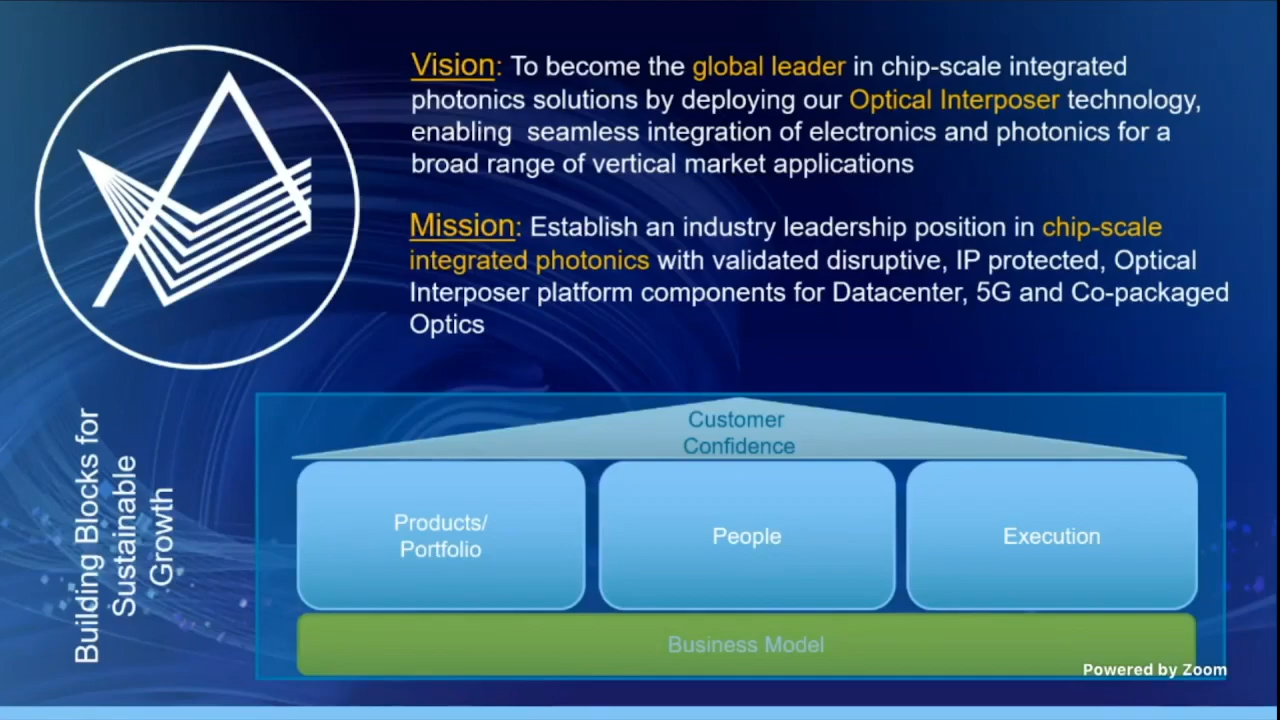 Vision: To become the global leader in chip-scale integrated
photonics solutions by deploying our Optical Interposer technology,
enabling seamless integration of electronics and photonics for a
broad range of vertical market applications
Mission: Establish an industry leadership position in chip-scale
integrated photonics with validated disruptive, IP protected, Optical
Interposer platform components for Datacenter, 5G and Co-packaged
Optics
Building Blocks for
Sustainable
Growth
Customer
Confidence
Products/
Portfolio
People
Execution
Business Model
Powered by Zoom